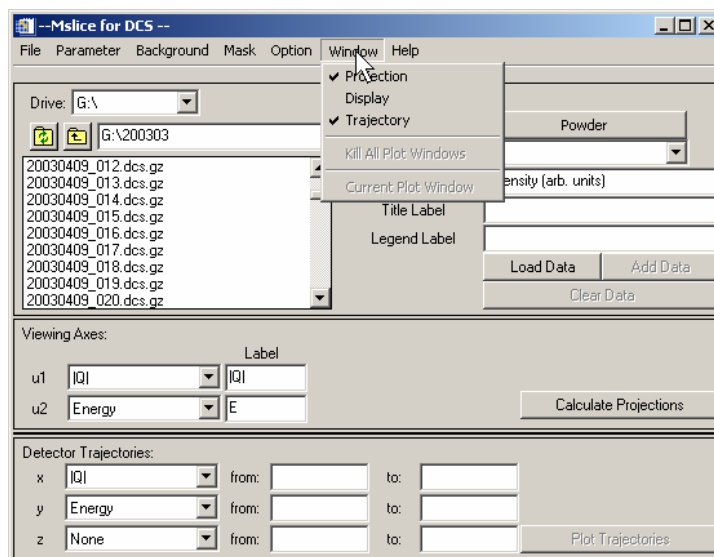 --Mslice for DCS --
File Parameter Background Mask Option Window Help
Projection
Display
Trajectory
Kill All Plot Windows
Current Plot Window
Drive: G:\
G:\200303
Powder
20030409_012.dcs.gz
20030409_013.dcs.gz
20030409_014.dcs.gz
20030409_015.dcs.gz
20030409_016.dcs.gz
20030409_017.dcs.gz
20030409_018.dcs.gz
20030409_019.dcs.gz
20030409_020.dcs.gz
ensity (arb. units)
Title Label
Legend Label
Load Data Add Data
Clear Data
Viewing Axes:
Label
u1 |Q| |Q|
u2 Energy E
Calculate Projections
Detector Trajectories:
x |Q| from: to:
y Energy from: to:
z None from: to:
Plot Trajectories